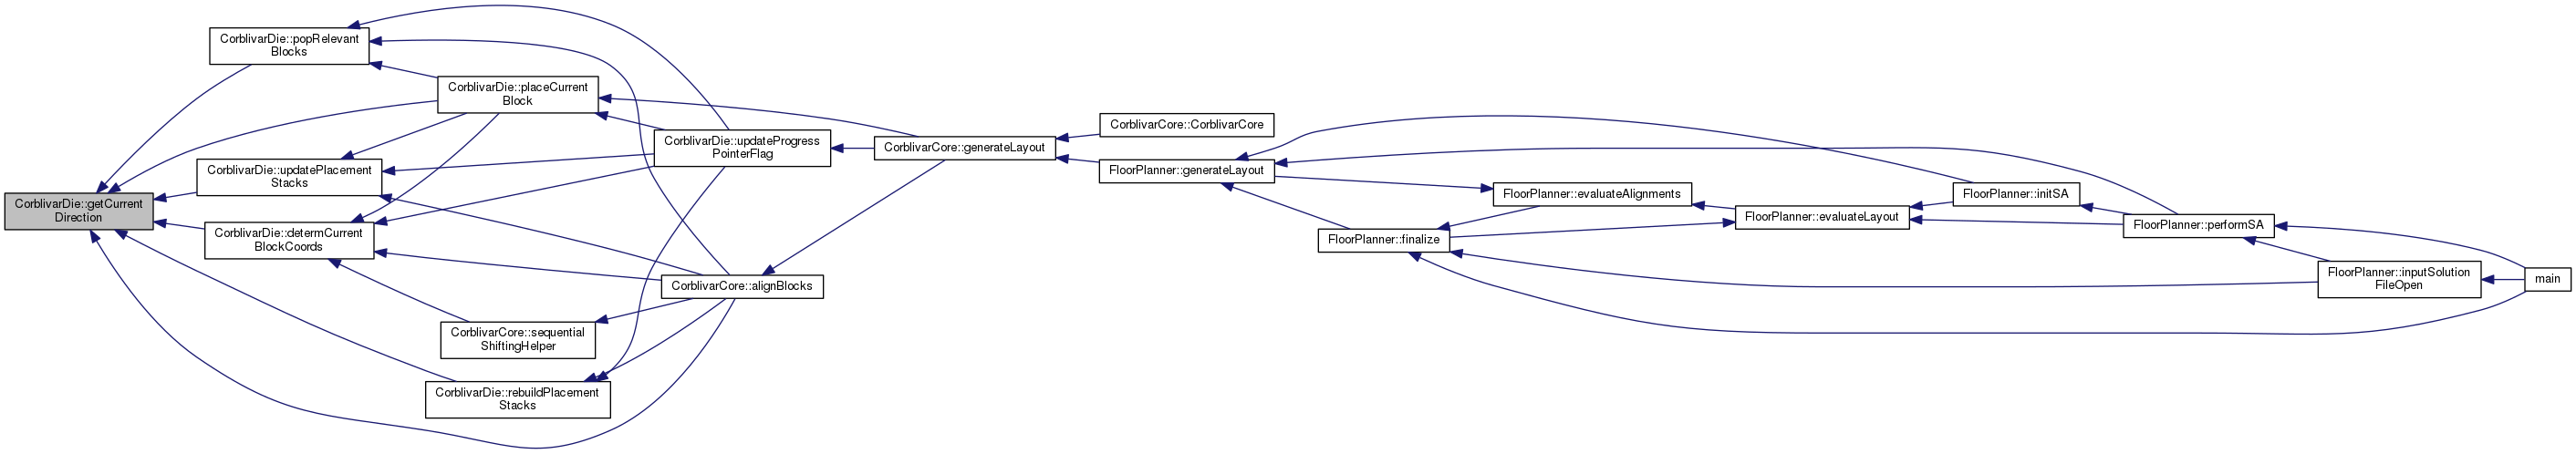 CorblivarDie::getCurrent
Direction
CorblivarDie::popRelevant
Blocks
CorblivarDie::placeCurrent
Block
CorblivarDie::updatePlacement
Stacks
CorblivarDie::determCurrent
BlockCoords
CorblivarCore::sequential
ShiftingHelper
CorblivarDie::rebuildPlacement
Stacks
CorblivarDie::updateProgress
PointerFlag
CorblivarCore::alignBlocks
CorblivarCore::generateLayout
CorblivarCore::CorblivarCore
FloorPlanner::generateLayout
FloorPlanner::finalize
FloorPlanner::evaluateAlignments
FloorPlanner::evaluateLayout
FloorPlanner::initSA
FloorPlanner::performSA
FloorPlanner::inputSolution
FileOpen
main